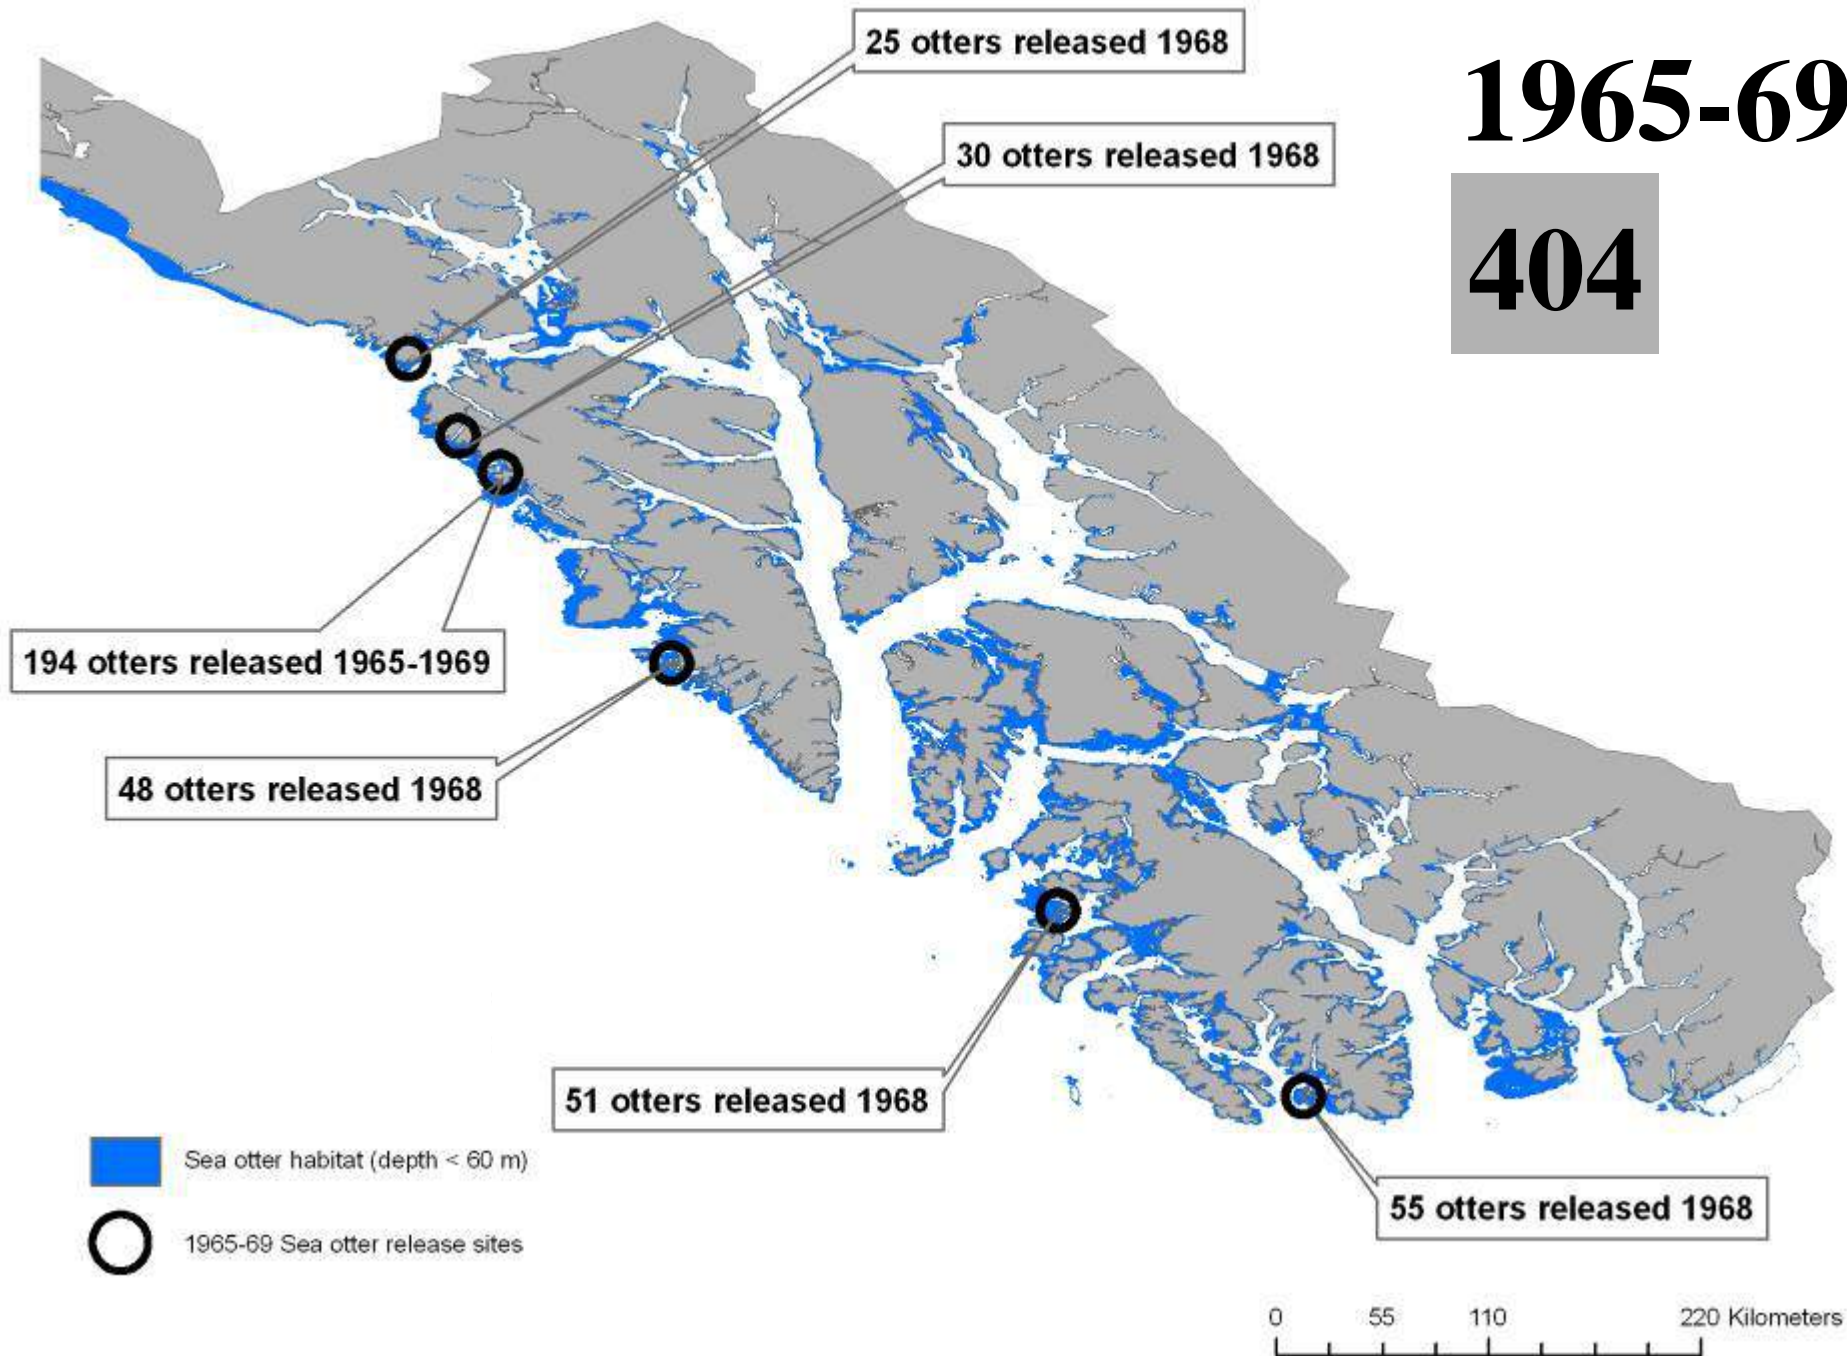 25 otters released 1968
1965-69
30 otters released 1968
404
194 otters released 1965-1969
48 otters released 1968
51 otters released 1968
Sea otter habitat (depth < 60 m)
55 otters released 1968
1965-69 Sea otter release sites
0 55 110 220 Kilometers